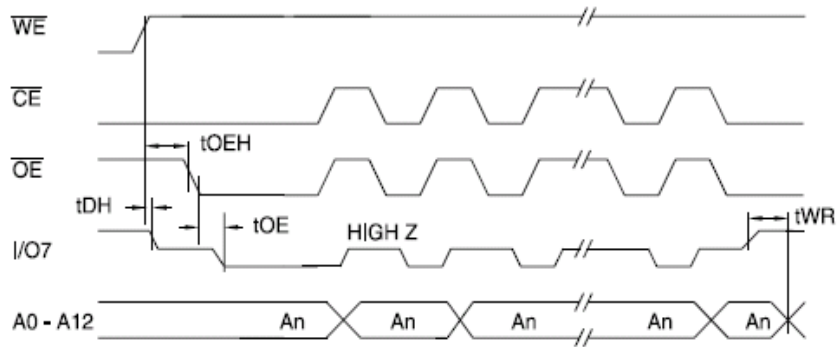 WE
CE
tOEH
OE
tDH
tOE
HIGH Z
tWR
I/O7
A0 - A12 An An An An An